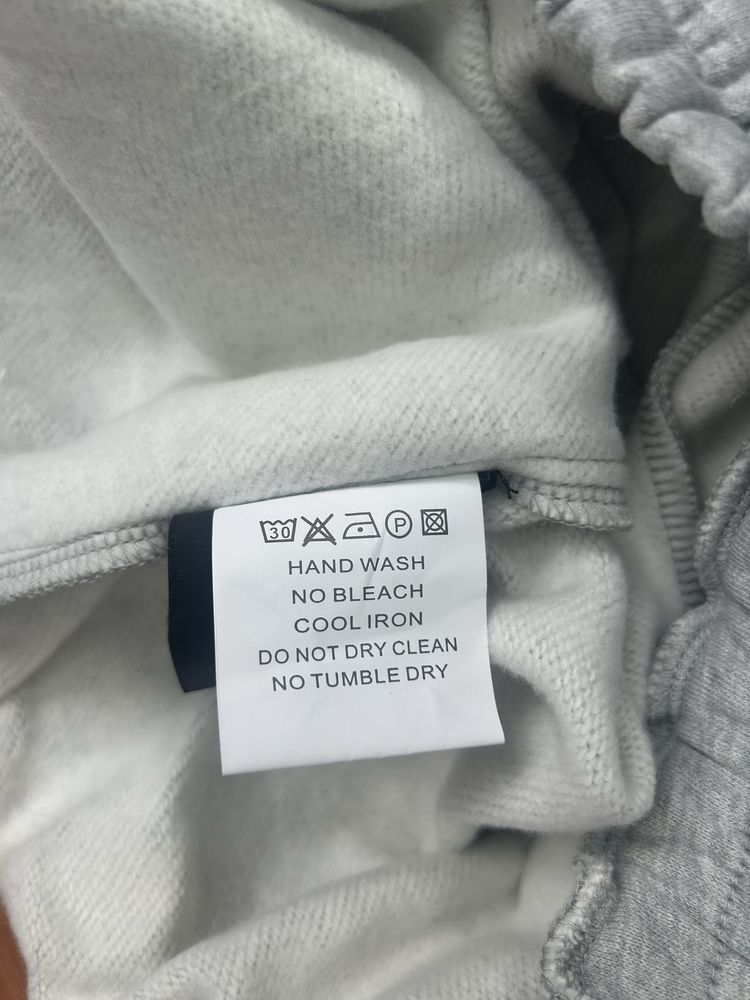 30 P
HAND WASH
NO BLEACH
COOL IRON
DO NOT DRY CLEAN
NO TUMBLE DRY